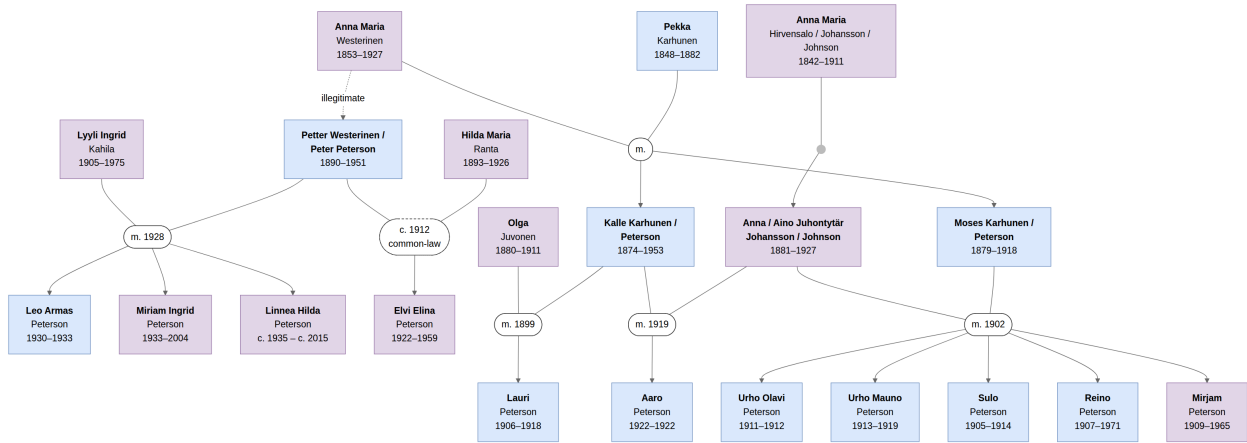 Anna Maria
Westerinen
1853–1927
Pekka
Karhunen
1848–1882
Anna Maria
Hirvensalo / Johansson /
Johnson
1842–1911
illegitimate
Lyyli Ingrid
Kahila
1905–1975
Petter Westerinen /
Peter Peterson
1890–1951
Hilda Maria
Ranta
1893–1926
m.
m. 1928
c. 1912
common-law
Olga
Juvonen
1880–1911
Kalle Karhunen /
Peterson
1874–1953
Anna / Aino Juhontytär
Johansson / Johnson
1881–1927
Moses Karhunen /
Peterson
1879–1918
Leo Armas
Peterson
1930–1933
Miriam Ingrid
Peterson
1933–2004
Linnea Hilda
Peterson
c. 1935 – c. 2015
Elvi Elina
Peterson
1922–1959
m. 1899
m. 1919
m. 1902
Lauri
Peterson
1906–1918
Aaro
Peterson
1922–1922
Urho Olavi
Peterson
1911–1912
Urho Mauno
Peterson
1913–1919
Sulo
Peterson
1905–1914
Reino
Peterson
1907–1971
Mirjam
Peterson
1909–1965